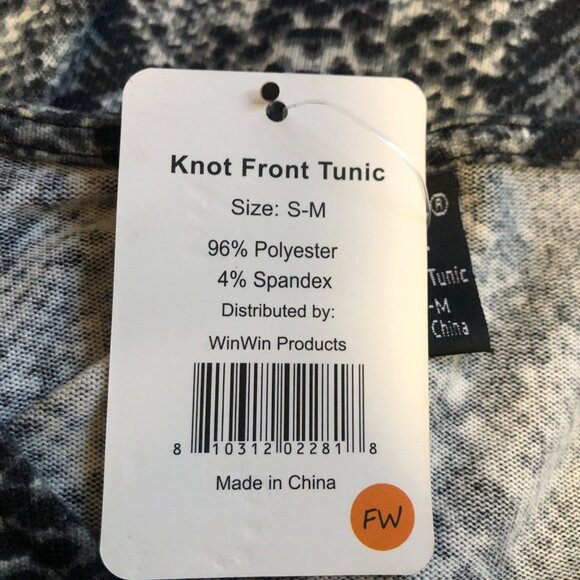 Knot Front Tunic
Size: S-M
96% Polyester
4% Spandex
Distributed by:
WinWin Products
8 10312 02281 8
Made in China
FW
®
Tunic
-M
China